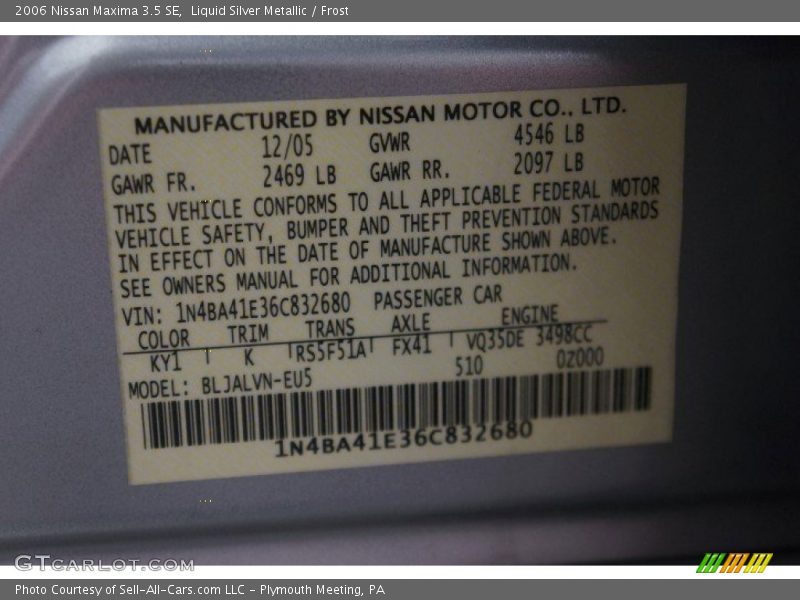 2006 Nissan Maxima 3.5 SE, Liquid Silver Metallic / Frost
MANUFACTURED BY NISSAN MOTOR CO., LTD.
DATE 12/05 GVWR 4546 LB
GAWR FR. 2469 LB GAWR RR. 2097 LB
THIS VEHICLE CONFORMS TO ALL APPLICABLE FEDERAL MOTOR
VEHICLE SAFETY, BUMPER AND THEFT PREVENTION STANDARDS
IN EFFECT ON THE DATE OF MANUFACTURE SHOWN ABOVE.
SEE OWNERS MANUAL FOR ADDITIONAL INFORMATION.
VIN: 1N4BA41E36C832680 PASSENGER CAR
COLOR TRIM TRANS AXLE ENGINE
KY1 K RS5F51A FX41 VQ35DE 3498CC
510 0Z000
MODEL: BLJALVN-EU5
1N4BA41E36C832680
GTCARLOT.COM
Photo Courtesy of Sell-All-Cars.com LLC - Plymouth Meeting, PA